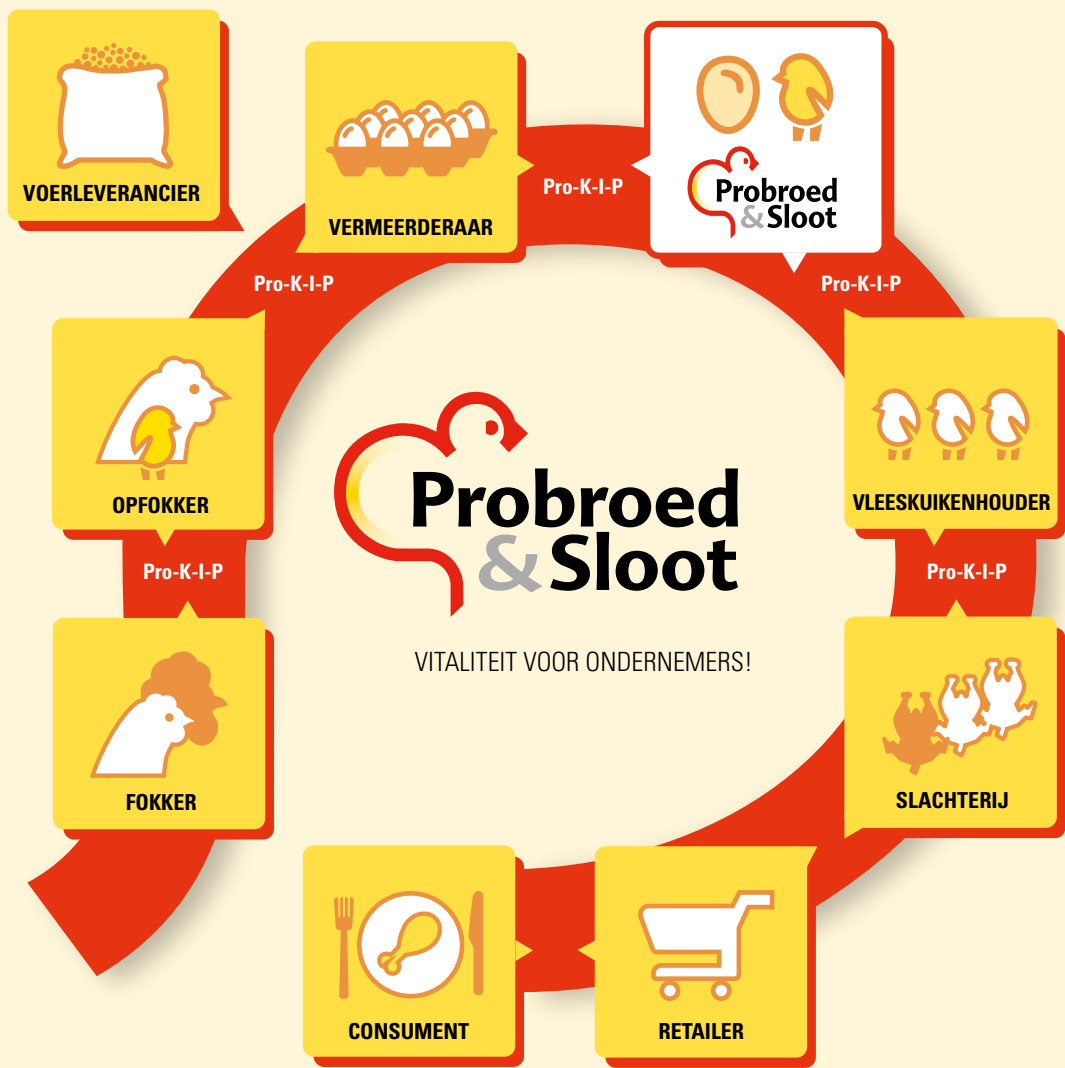 VOERLEVERANCIER
VERMEERDERAAR
Pro-K-I-P
Probroed
& Sloot
Pro-K-I-P
Pro-K-I-P
OPFOKKER
VLEESKUIKENHOUDER
Probroed
& Sloot
Pro-K-I-P
Pro-K-I-P
VITALITEIT VOOR ONDERNEMERS!
FOKKER
SLACHTERIJ
CONSUMENT
RETAILER